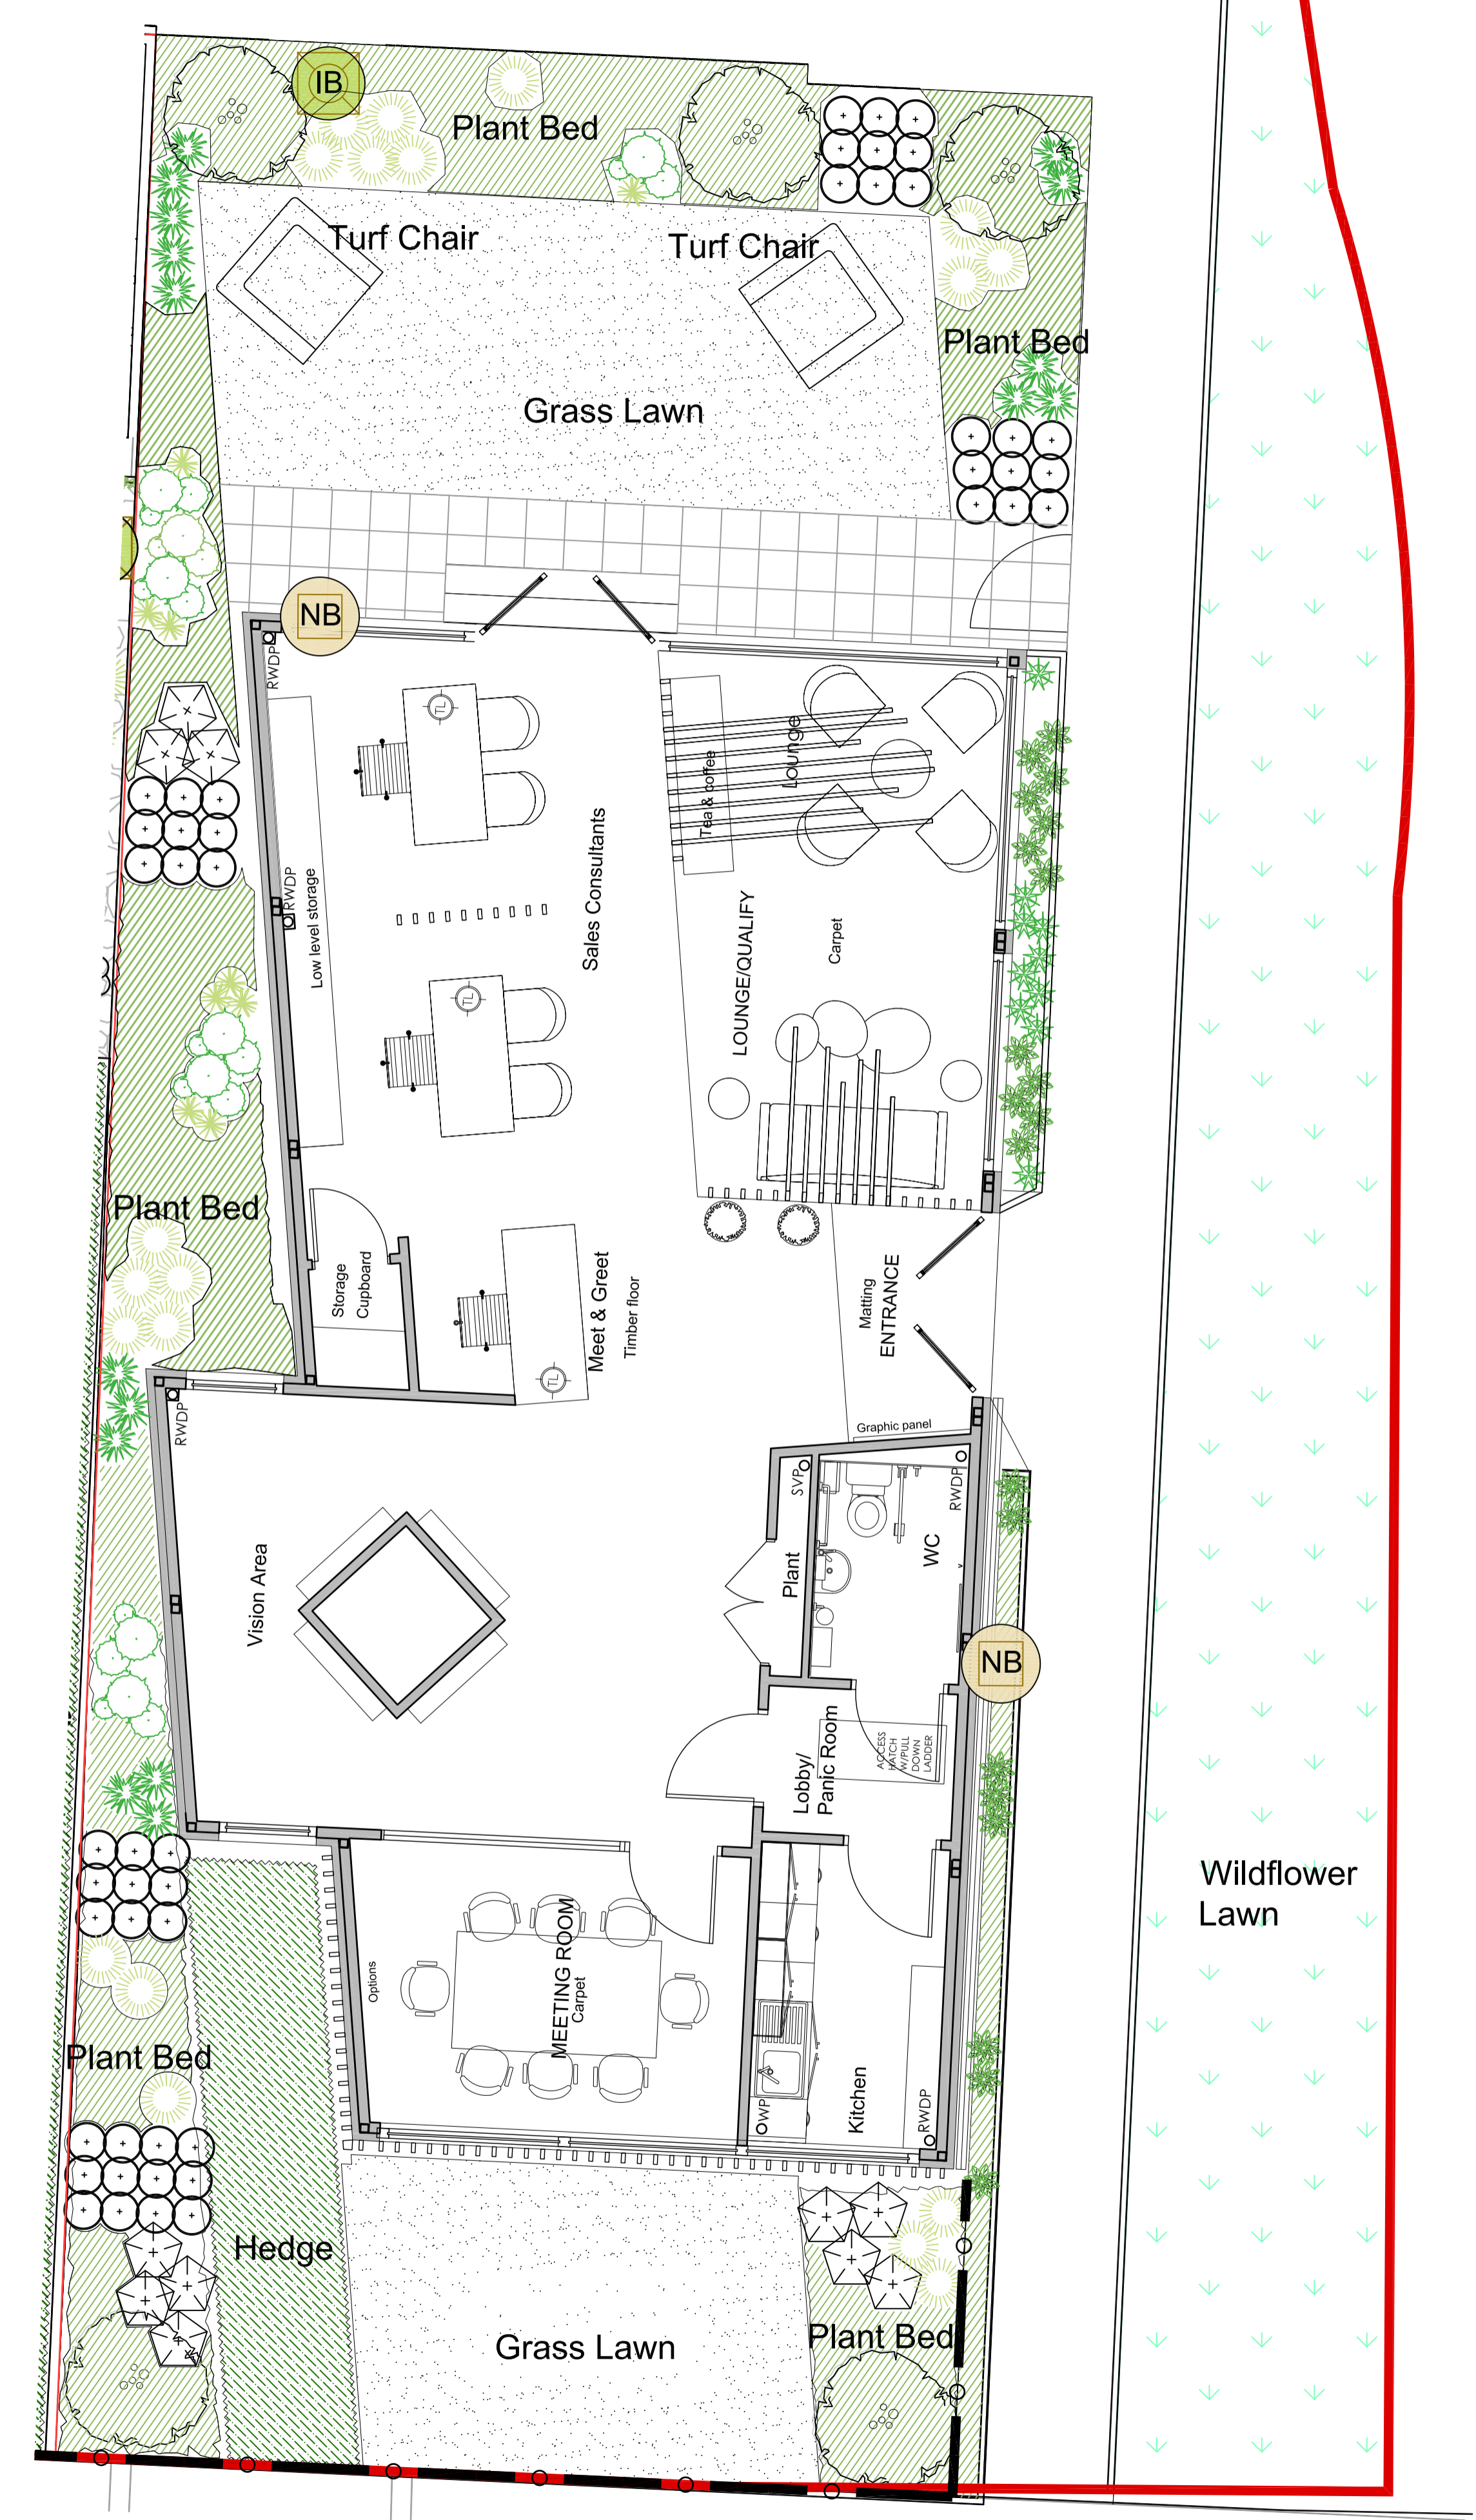 IB
Plant Bed
Turf Chair
Turf Chair
Plant Bed
Grass Lawn
NB
RWDP
TL
Lounge
Tea & coffee
RWDP
Low level storage
Sales Consultants
LOUNGE/QUALIFY
Carpet
TL
Plant Bed
Storage
Cupboard
Meet & Greet
Timber floor
Matting
ENTRANCE
TL
RWDP
Graphic panel
SVP
RWDP
WC
Plant
Vision Area
NB
Lobby/
Panic Room
ACCESS
HATCH
W/PULL
DOWN
LADDER
Wildflower
Lawn
Options
MEETING ROOM
Carpet
Plant Bed
Kitchen
WP
RWDP
Hedge
Grass Lawn
Plant Bed